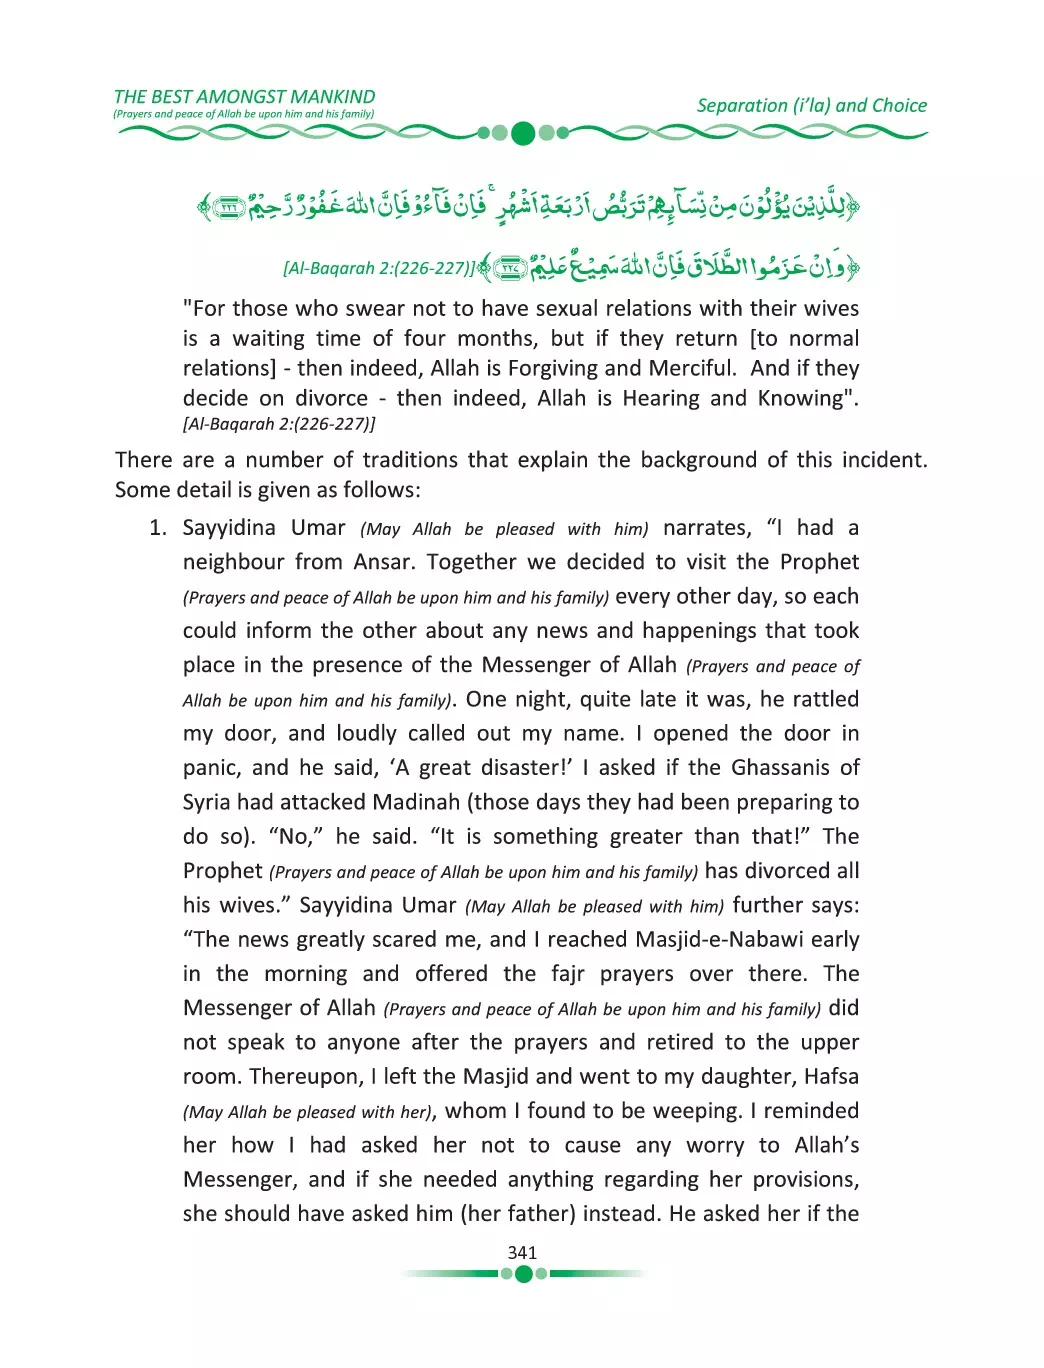 THE BEST AMONGST MANKIND
(Prayers and peace of Allah be upon him and his family)
Separation (i’la) and Choice
﴿لِلَّذِيْنَ يُؤْلُوْنَ مِنْ نِّسَآىِٕهِمْ تَرَبُّصُ اَرْبَعَةِ اَشْهُرٍ ۚ فَاِنْ فَآءُوْ فَاِنَّ اللهَ غَفُوْرٌ رَّحِيْمٌ ۝٢٢٦﴾
﴿وَاِنْ عَزَمُوا الطَّلَاقَ فَاِنَّ اللهَ سَمِيْعٌ عَلِيْمٌ ۝٢٢٧﴾ [Al-Baqarah 2:(226-227)]
"For those who swear not to have sexual relations with their wives
is a waiting time of four months, but if they return [to normal
relations] - then indeed, Allah is Forgiving and Merciful. And if they
decide on divorce - then indeed, Allah is Hearing and Knowing".
[Al-Baqarah 2:(226-227)]
There are a number of traditions that explain the background of this incident.
Some detail is given as follows:
1. Sayyidina Umar (May Allah be pleased with him) narrates, “I had a
neighbour from Ansar. Together we decided to visit the Prophet
(Prayers and peace of Allah be upon him and his family) every other day, so each
could inform the other about any news and happenings that took
place in the presence of the Messenger of Allah (Prayers and peace of
Allah be upon him and his family). One night, quite late it was, he rattled
my door, and loudly called out my name. I opened the door in
panic, and he said, ‘A great disaster!’ I asked if the Ghassanis of
Syria had attacked Madinah (those days they had been preparing to
do so). “No,” he said. “It is something greater than that!” The
Prophet (Prayers and peace of Allah be upon him and his family) has divorced all
his wives.” Sayyidina Umar (May Allah be pleased with him) further says:
“The news greatly scared me, and I reached Masjid-e-Nabawi early
in the morning and offered the fajr prayers over there. The
Messenger of Allah (Prayers and peace of Allah be upon him and his family) did
not speak to anyone after the prayers and retired to the upper
room. Thereupon, I left the Masjid and went to my daughter, Hafsa
(May Allah be pleased with her), whom I found to be weeping. I reminded
her how I had asked her not to cause any worry to Allah’s
Messenger, and if she needed anything regarding her provisions,
she should have asked him (her father) instead. He asked her if the
341